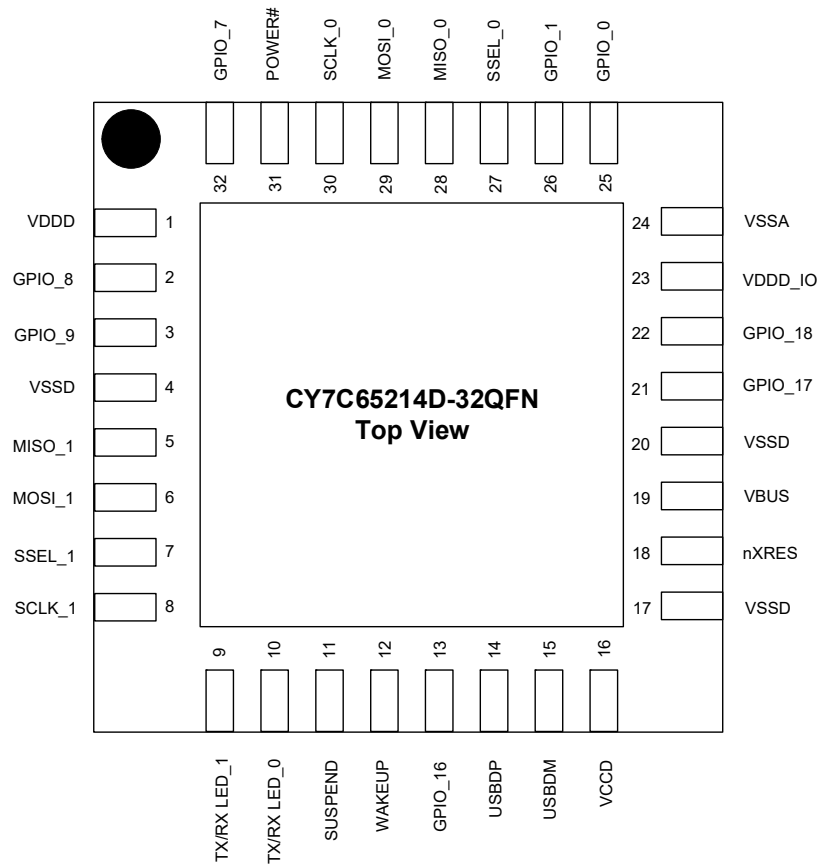 GPIO_7
POWER#
SCLK_0
MOSI_0
MISO_0
SSEL_0
GPIO_1
GPIO_0
32
31
30
29
28
27
26
25
VDDD 1
GPIO_8 2
GPIO_9 3
VSSD 4
MISO_1 5
MOSI_1 6
SSEL_1 7
SCLK_1 8
CY7C65214D-32QFN
Top View
24 VSSA
23 VDDD_IO
22 GPIO_18
21 GPIO_17
20 VSSD
19 VBUS
18 nXRES
17 VSSD
9
10
11
12
13
14
15
16
TX/RX LED_1
TX/RX LED_0
SUSPEND
WAKEUP
GPIO_16
USBDP
USBDM
VCCD